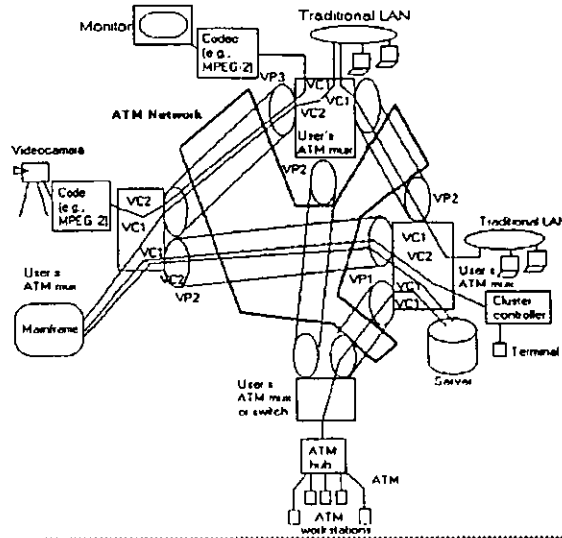 Traditional LAN
Monitor
Codec
(e.g.,
MPEG-2)
VP3
VC1
VC1
VC2
ATM Network
User's
ATM mux
Videocamera
VP2
Code
(e.g.,
MPEG-2)
VC2
VC1
VP2
Traditional LAN
VC1
VC2
VC1
VC2
VP2
User's
ATM mux
User's
ATM mux
VP1
VC1
VC1
Mainframe
Cluster
controller
Terminal
Server
User's
ATM mux
or switch
ATM
hub
ATM
ATM
workstations